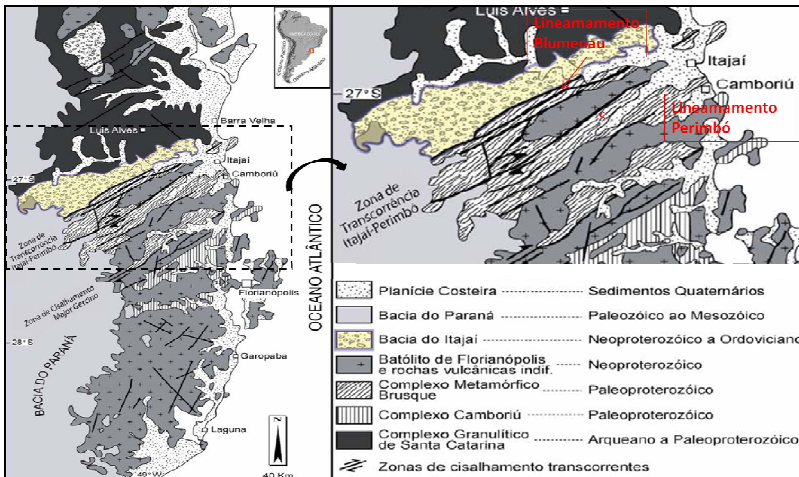 Luis Alves
Barra Velha
Itajaí
Camboriú
27°S
Zona de
Transcorrência
Itajaí-Perimbó
Zona de Cisalhamento
Major Gercino
Florianópolis
28°S
Garopaba
Laguna
BACIA DO PARANÁ
OCEANO ATLÂNTICO
N
49°W
40 Km
Luis Alves
Lineamamento
Blumenau
Itajaí
Camboriú
27°S
Lineamamento
Perimbó
Zona de
Transcorrência
Itajaí-Perimbó
Planície Costeira Sedimentos Quaternários
Bacia do Paraná Paleozóico ao Mesozóico
Bacia do Itajaí Neoproterozóico a Ordoviciano
Batólito de Florianópolis
e rochas vulcânicas indif. Neoproterozóico
Complexo Metamórfico
Brusque Paleoproterozóico
Complexo Camboriú Paleoproterozóico
Complexo Granulítico
de Santa Catarina Arqueano a Paleoproterozóico
Zonas de cisalhamento transcorrentes